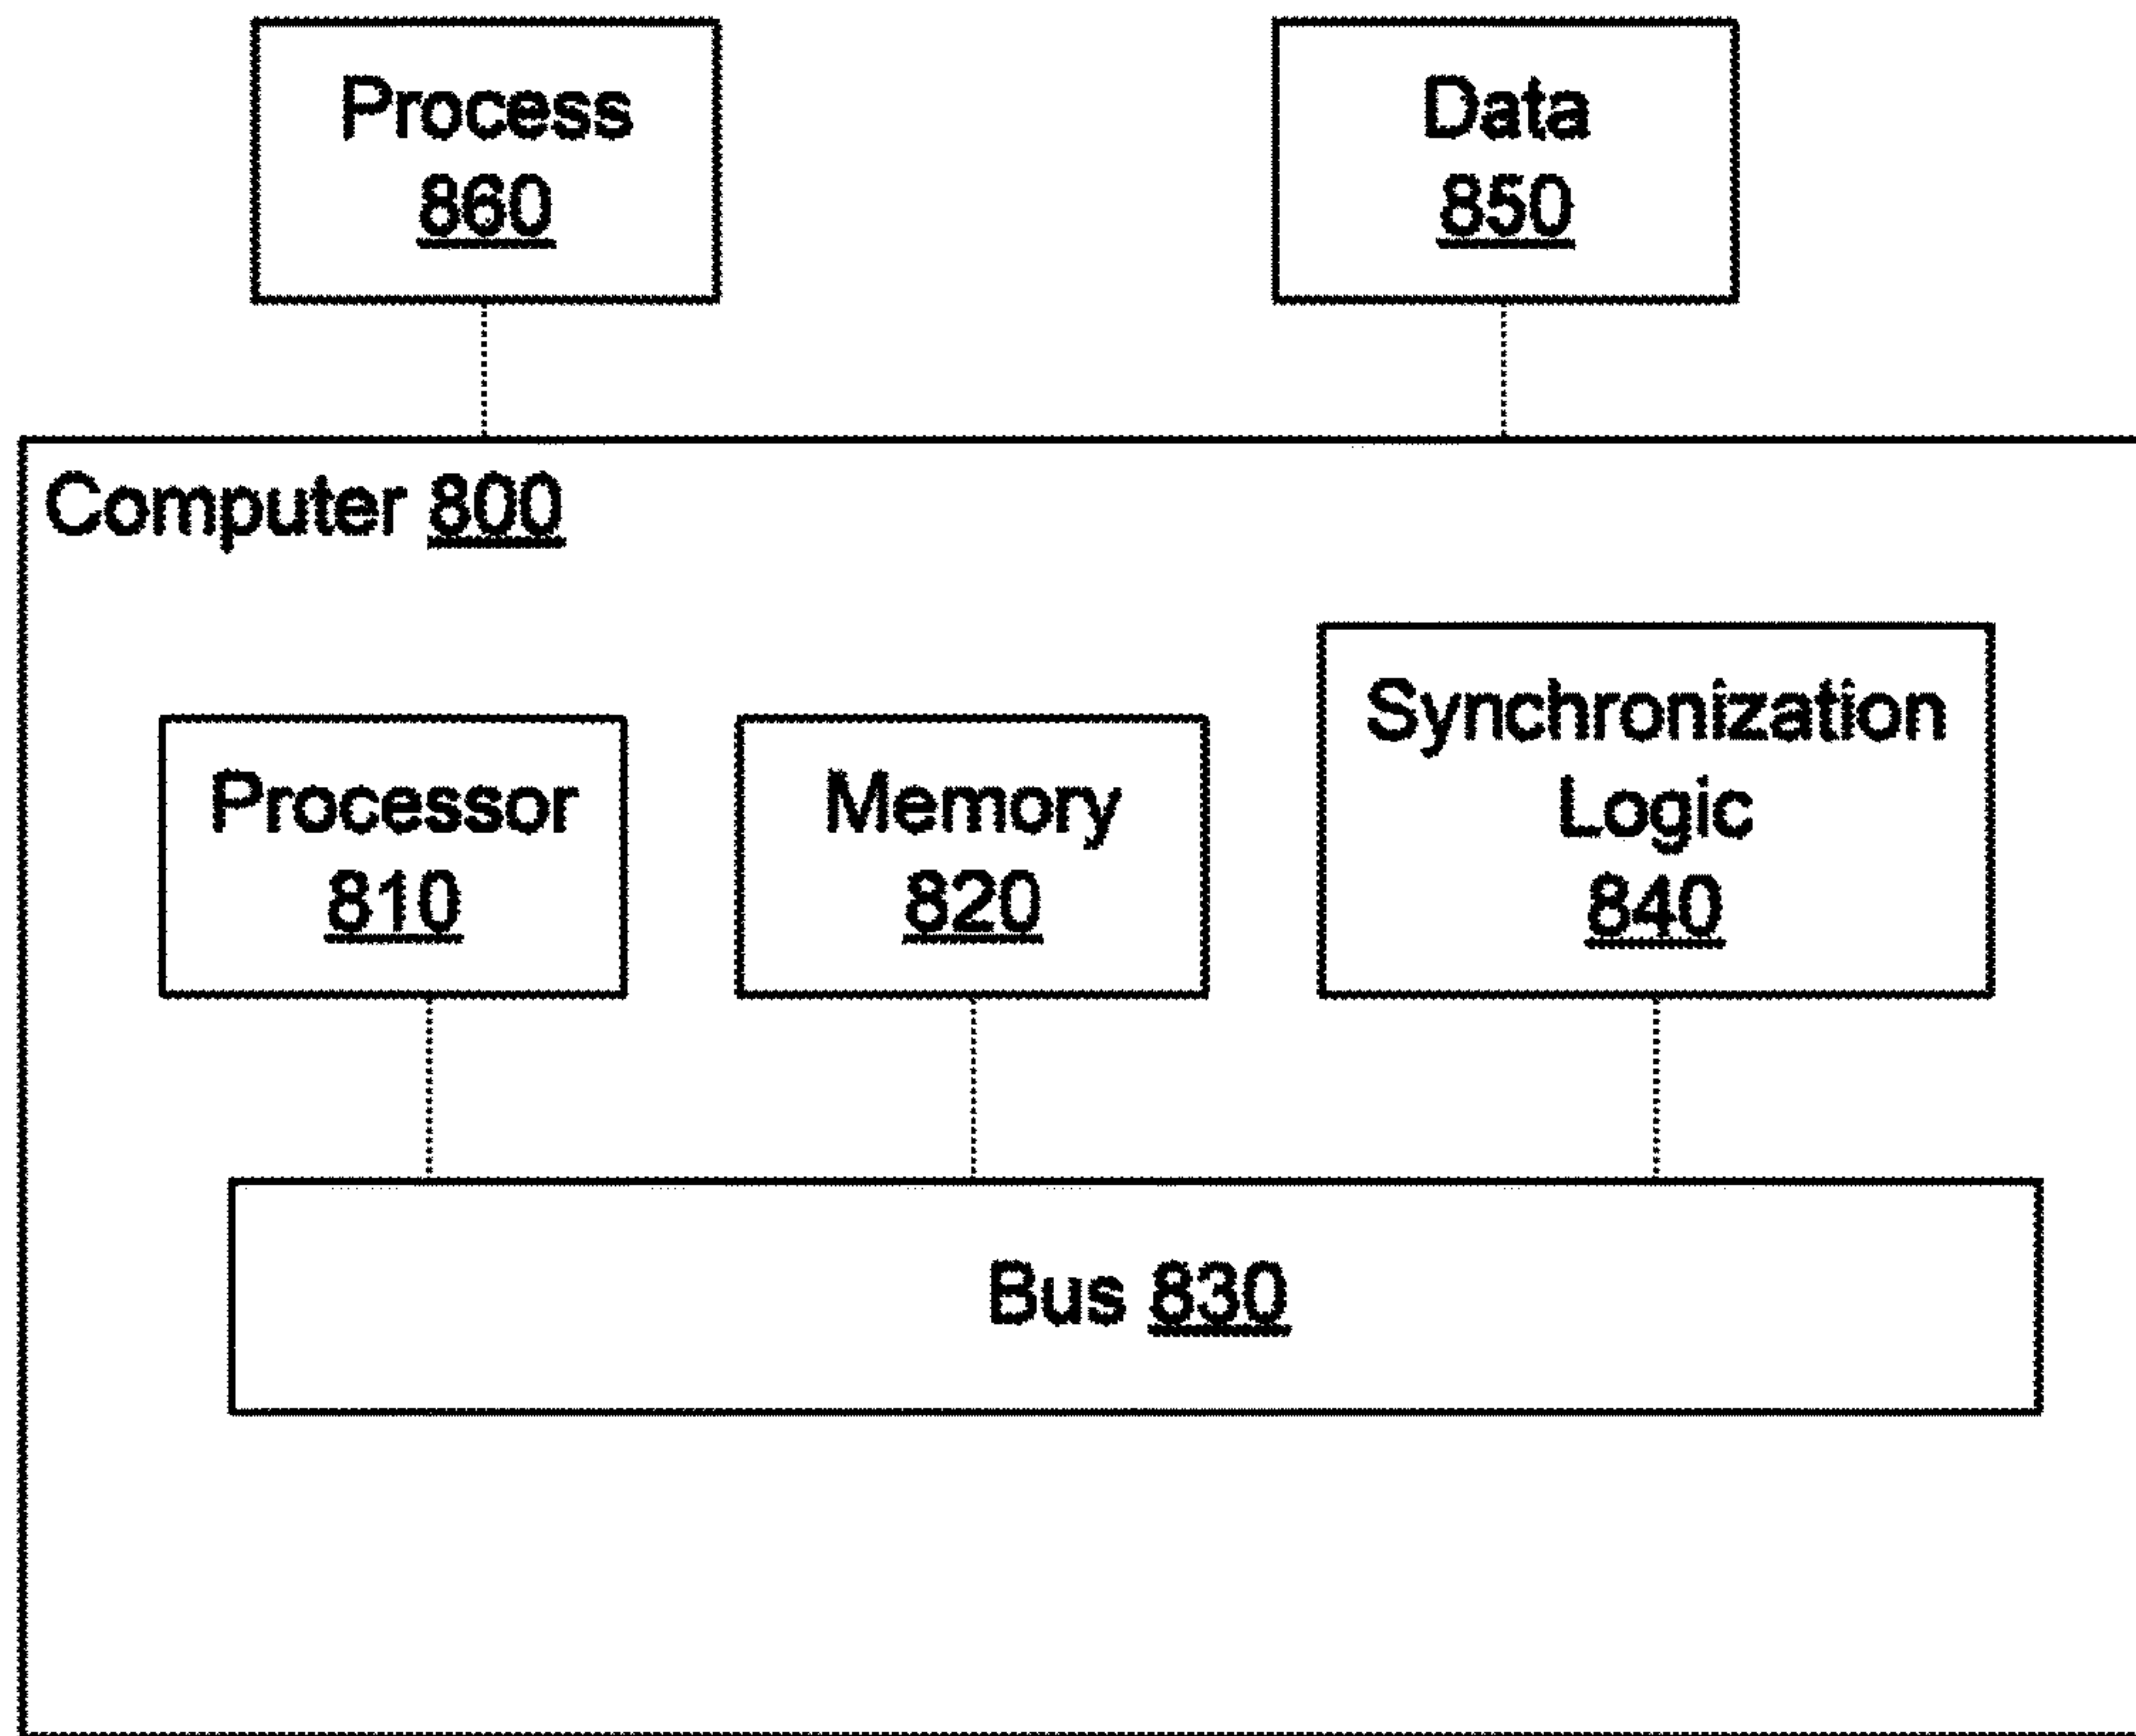 Process
860
Data
850
Computer 800
Processor
810
Memory
820
Synchronization
Logic
840
Bus 830